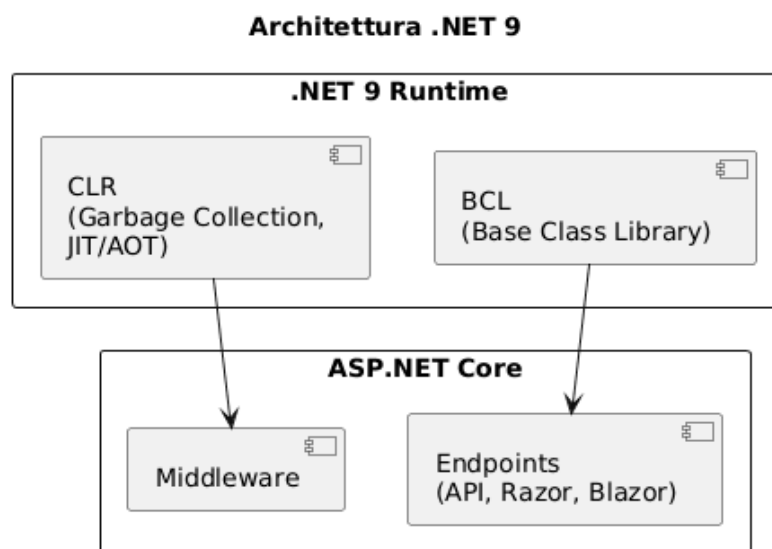 Architettura .NET 9
.NET 9 Runtime
CLR
(Garbage Collection,
JIT/AOT)
BCL
(Base Class Library)
ASP.NET Core
Middleware
Endpoints
(API, Razor, Blazor)